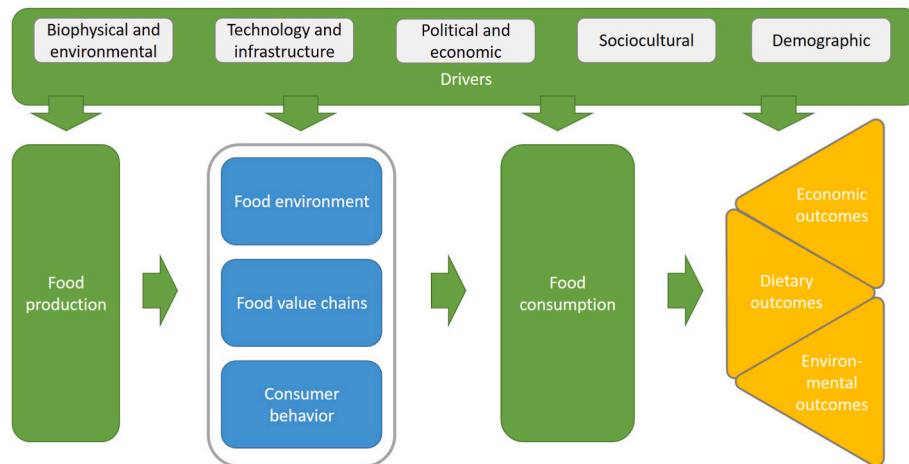 Biophysical and
environmental
Technology and
infrastructure
Political and
economic
Sociocultural
Demographic
Drivers
Food
production
Food environment
Food value chains
Consumer
behavior
Food
consumption
Economic
outcomes
Dietary
outcomes
Environ-
mental
outcomes